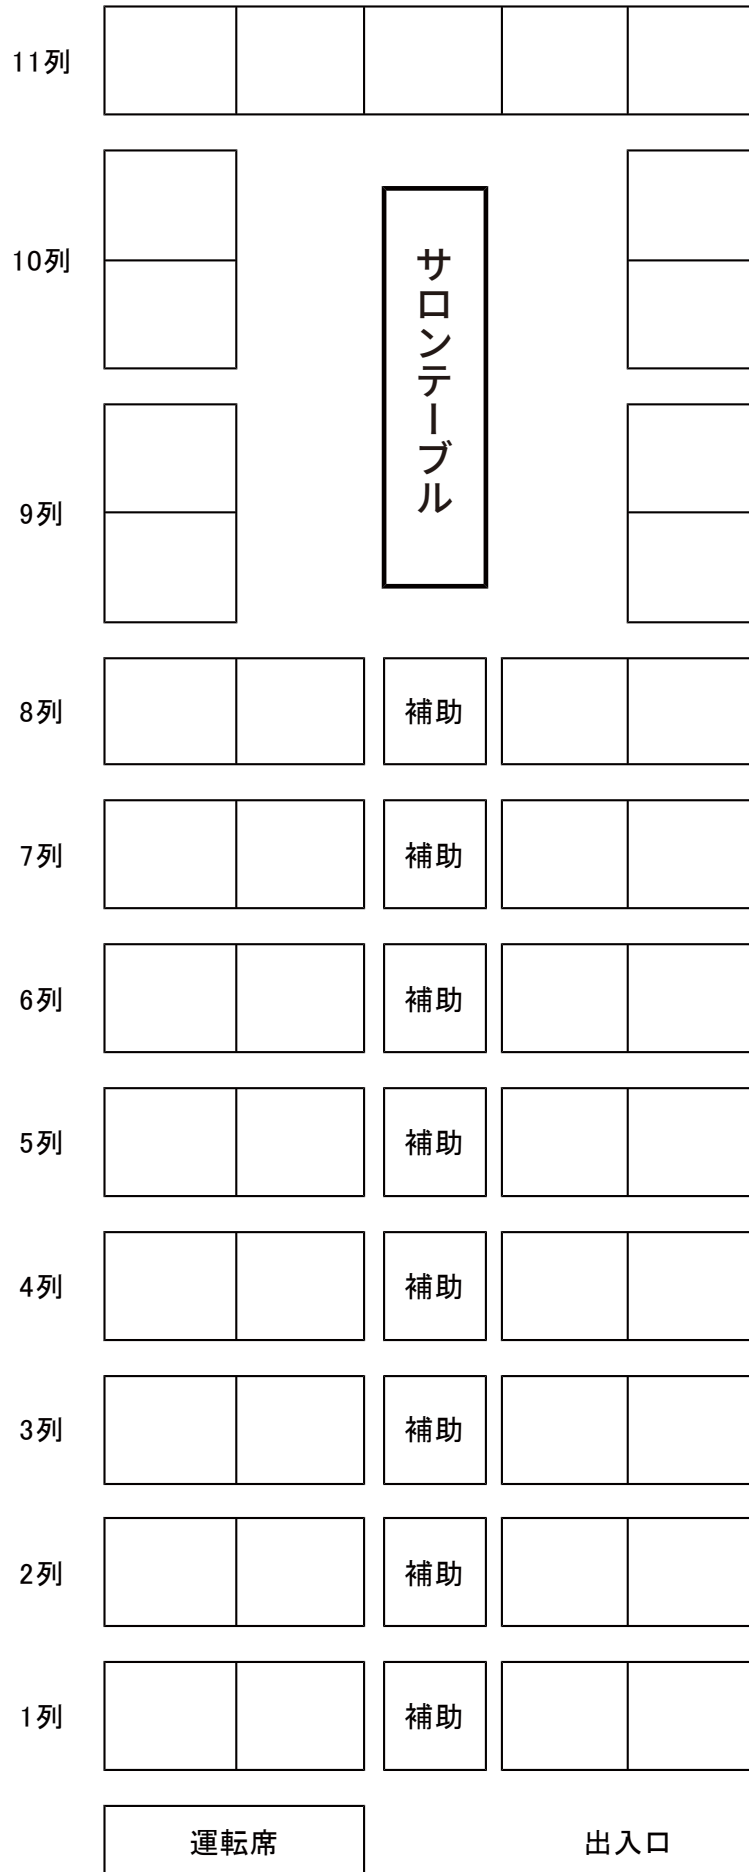 11列
10列
サロンテーブル
9列
8列 補助
7列 補助
6列 補助
5列 補助
4列 補助
3列 補助
2列 補助
1列 補助
運転席 出入口